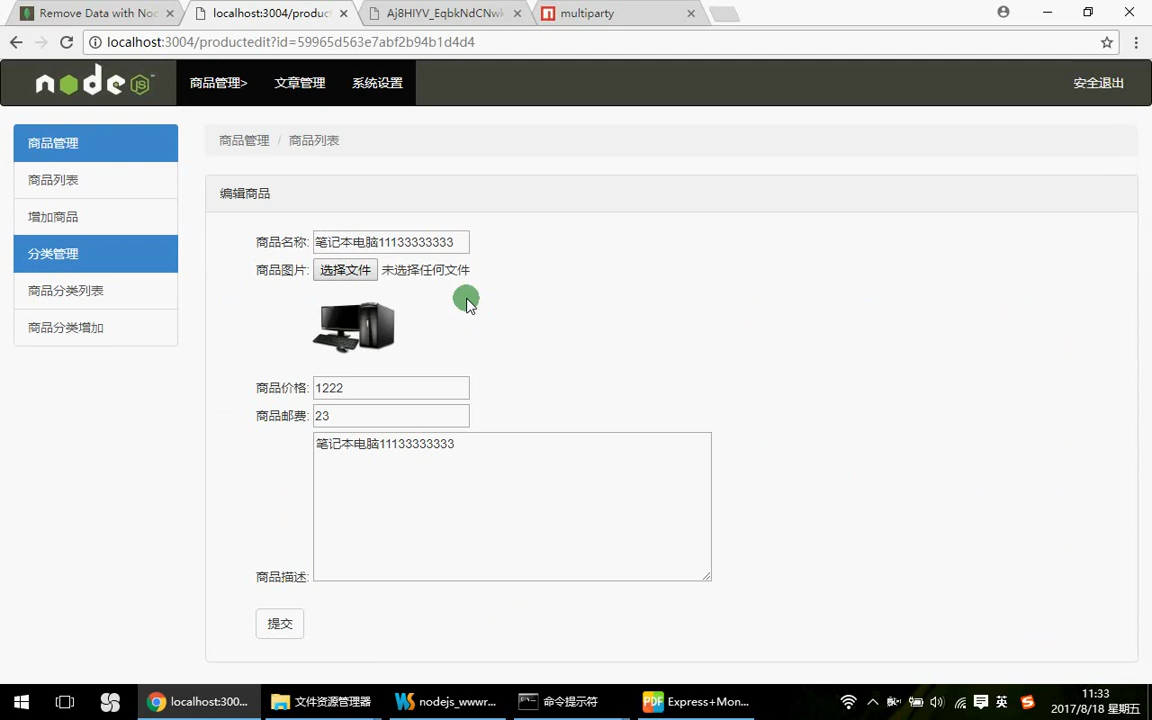 Remove Data with Nod
localhost:3004/produc
Aj8HIYV_EqbkNdCNwk
multiparty
localhost:3004/productedit?id=59965d563e7abf2b94b1d4d4
node JS
商品管理>
文章管理
系统设置
安全退出
商品管理
商品列表
增加商品
分类管理
商品分类列表
商品分类增加
商品管理 / 商品列表
编辑商品
商品名称: 笔记本电脑11133333333
商品图片: 选择文件 未选择任何文件
商品价格: 1222
商品邮费: 23
笔记本电脑11133333333
商品描述:
提交
localhost:300...
文件资源管理器
WS nodejs_wwwr...
命令提示符
PDF Express+Mon...
英
11:33
2017/8/18 星期五